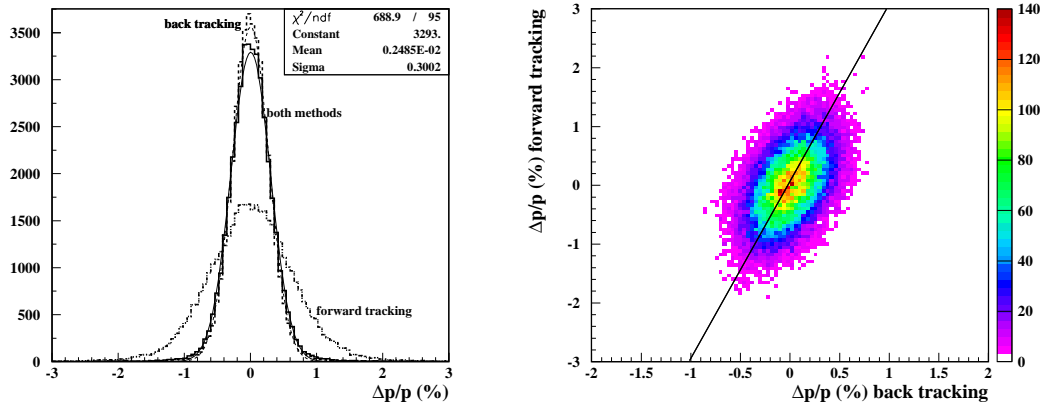 χ²/ndf 688.9 / 95
Constant 3293.
Mean 0.2485E-02
Sigma 0.3002
back tracking
both methods
forward tracking
3500
3000
2500
2000
1500
1000
500
0
-3 -2 -1 0 1 2 3
Δp/p (%)
Δp/p (%) forward tracking
3
2
1
0
-1
-2
-3
-2 -1.5 -1 -0.5 0 0.5 1 1.5 2
Δp/p (%) back tracking
140
120
100
80
60
40
20
0